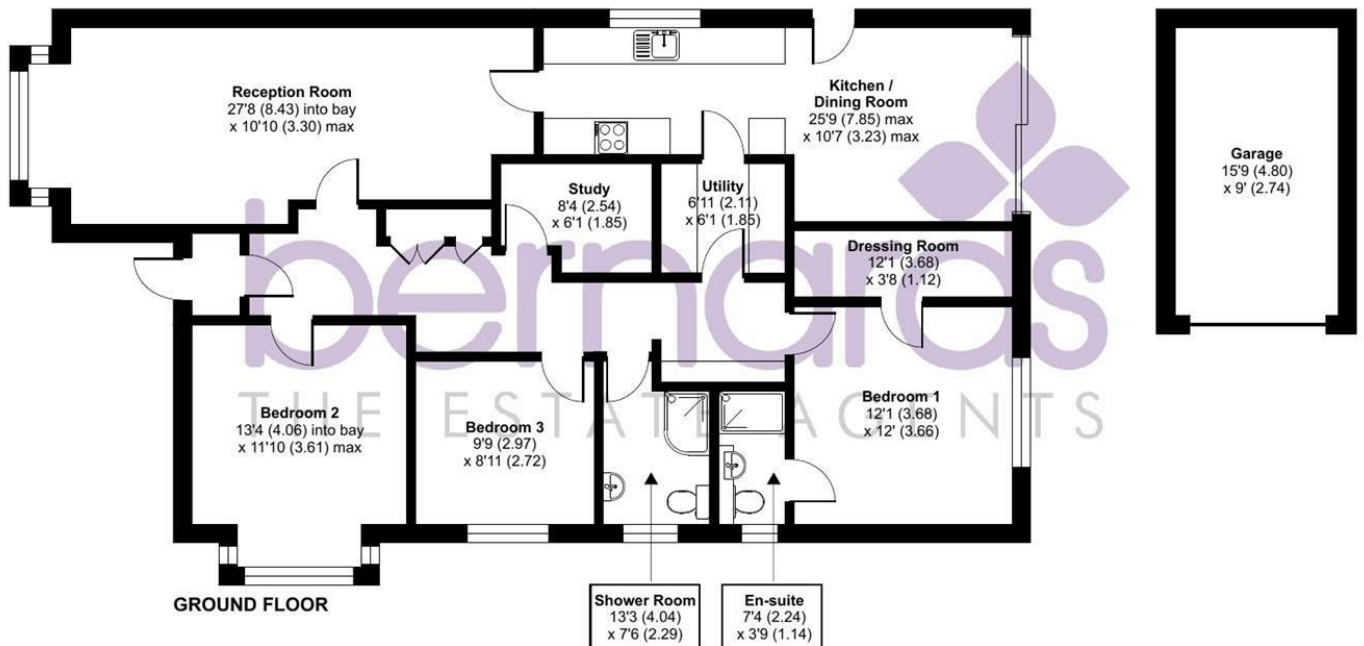 Reception Room
27'8 (8.43) into bay
x 10'10 (3.30) max
Kitchen /
Dining Room
25'9 (7.85) max
x 10'7 (3.23) max
Garage
15'9 (4.80)
x 9' (2.74)
Study
8'4 (2.54)
x 6'1 (1.85)
Utility
6'11 (2.11)
x 6'1 (1.85)
Dressing Room
12'1 (3.68)
x 3'8 (1.12)
bernards
THE ESTATE AGENTS
Bedroom 2
13'4 (4.06) into bay
x 11'10 (3.61) max
Bedroom 3
9'9 (2.97)
x 8'11 (2.72)
Bedroom 1
12'1 (3.68)
x 12' (3.66)
GROUND FLOOR
Shower Room
13'3 (4.04)
x 7'6 (2.29)
En-suite
7'4 (2.24)
x 3'9 (1.14)